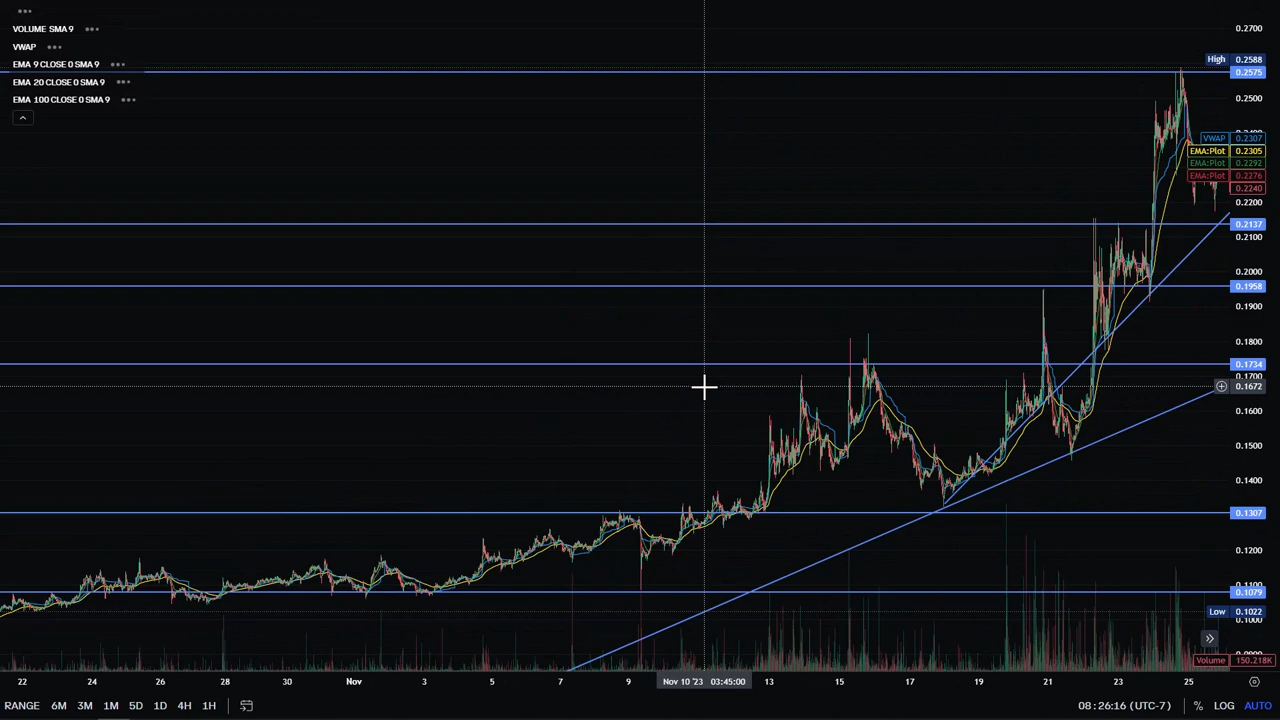 VOLUME SMA 9
VWAP
EMA 9 CLOSE 0 SMA 9
EMA 20 CLOSE 0 SMA 9
EMA 100 CLOSE 0 SMA 9
0.2700
High 0.2588
0.2575
0.2500
VWAP 0.2307
EMA:Plot 0.2305
EMA:Plot 0.2292
EMA:Plot 0.2276
0.2240
0.2200
0.2137
0.2100
0.2000
0.1958
0.1900
0.1800
0.1734
0.1700
0.1672
0.1600
0.1500
0.1400
0.1307
0.1200
0.1079
Low 0.1022
0.1000
Volume 150.218K
22 24 26 28 30 Nov 3 5 7 9 Nov 10 '23 03:45:00 13 15 17 19 21 23 25
RANGE 6M 3M 1M 5D 1D 4H 1H 08:26:16 (UTC-7) % LOG AUTO